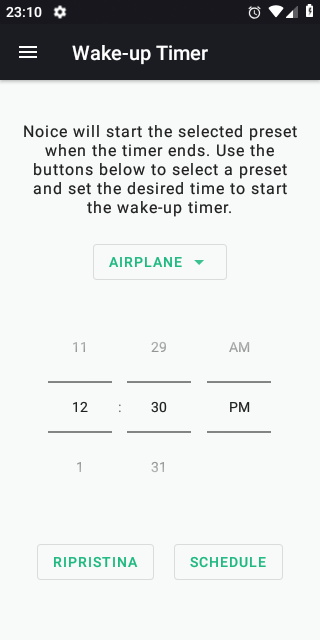 23:10
Wake-up Timer
Noice will start the selected preset
when the timer ends. Use the
buttons below to select a preset
and set the desired time to start
the wake-up timer.
AIRPLANE
11 29 AM
12 : 30 PM
1 31
RIPRISTINA SCHEDULE